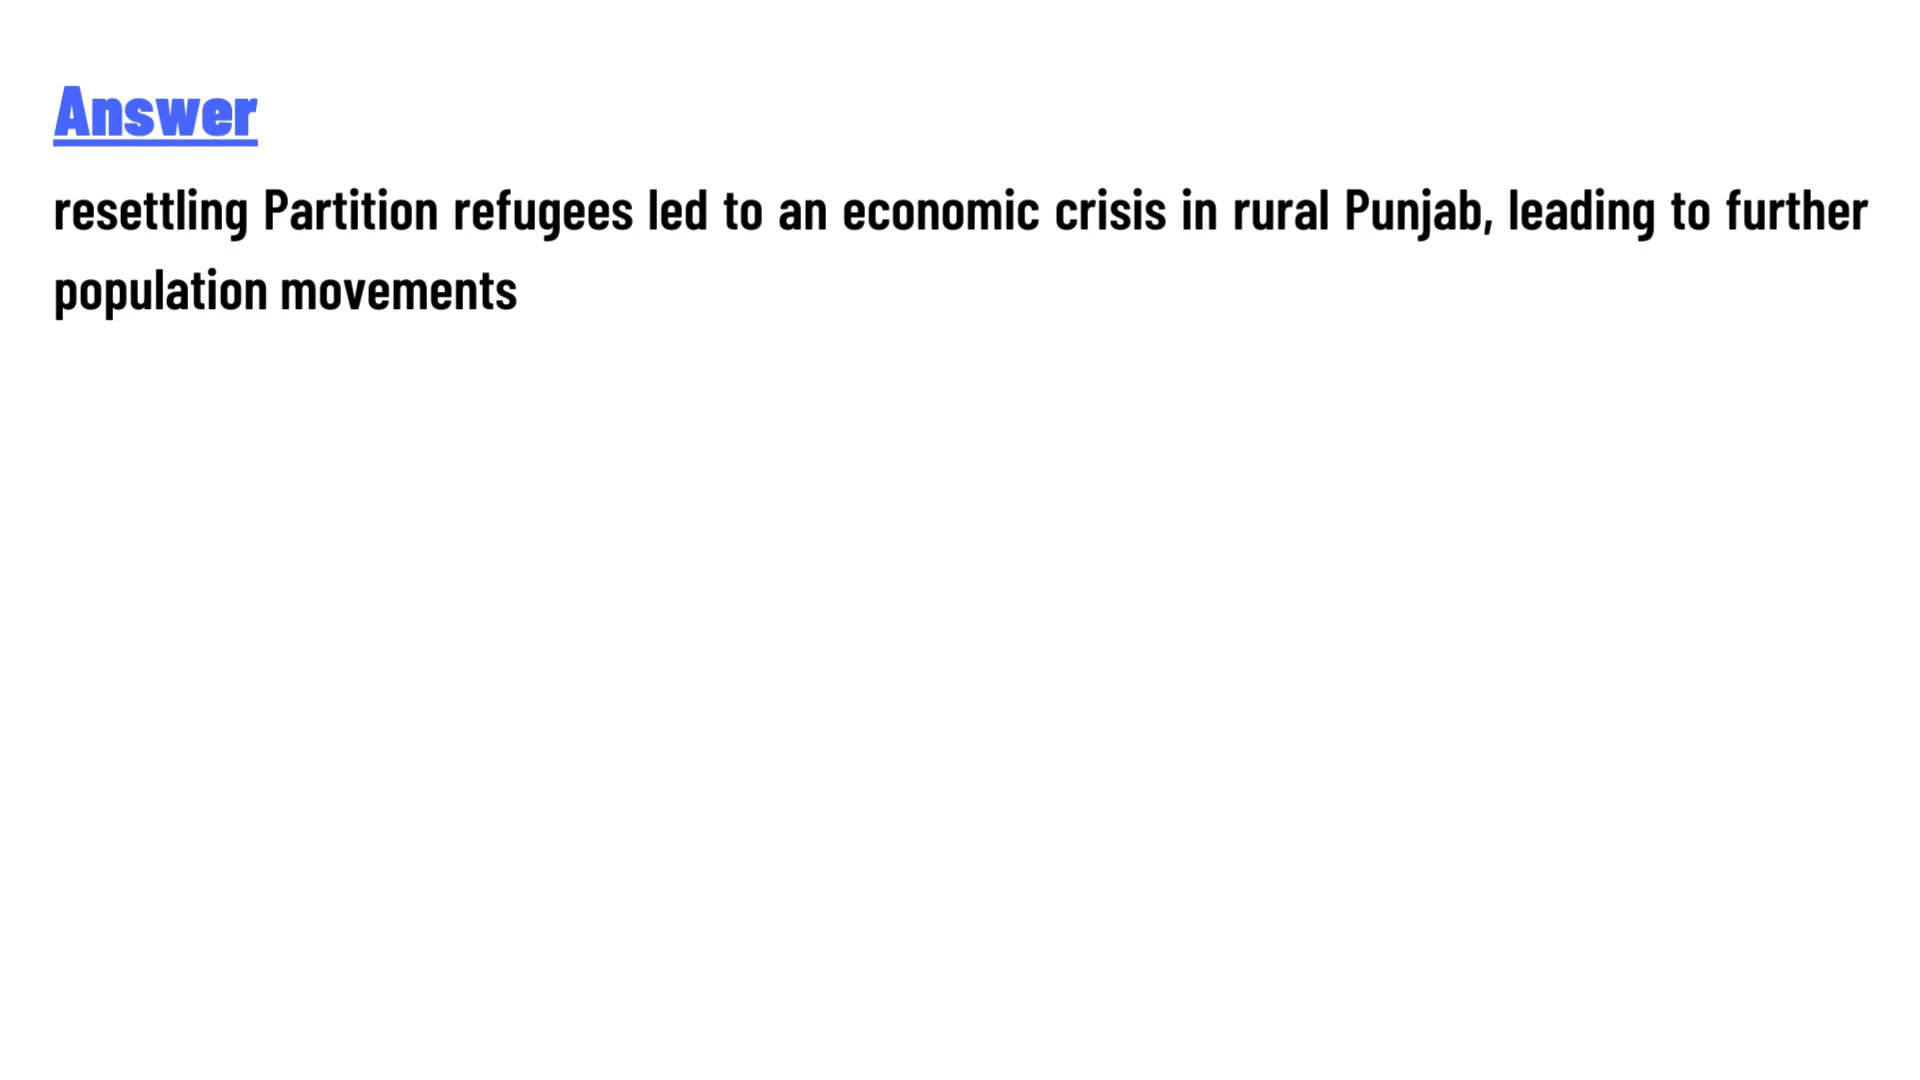 Answer
resettling Partition refugees led to an economic crisis in rural Punjab, leading to further
population movements